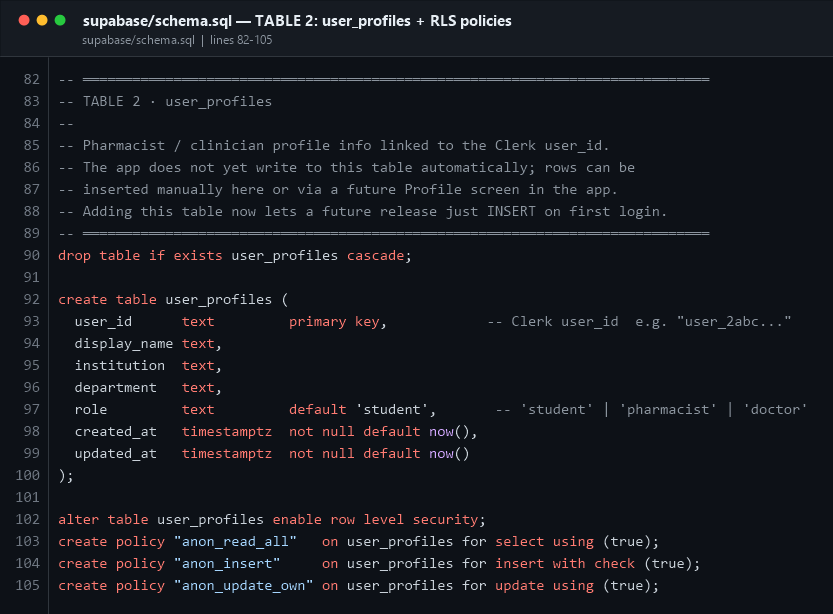 supabase/schema.sql — TABLE 2: user_profiles + RLS policies
supabase/schema.sql | lines 82-105
82 -- ════════════════════════════════════════════════════════════════════════════
83 -- TABLE 2 · user_profiles
84 --
85 -- Pharmacist / clinician profile info linked to the Clerk user_id.
86 -- The app does not yet write to this table automatically; rows can be
87 -- inserted manually here or via a future Profile screen in the app.
88 -- Adding this table now lets a future release just INSERT on first login.
89 -- ════════════════════════════════════════════════════════════════════════════
90 drop table if exists user_profiles cascade;
91
92 create table user_profiles (
93   user_id      text         primary key,            -- Clerk user_id  e.g. "user_2abc..."
94   display_name text,
95   institution  text,
96   department   text,
97   role         text         default 'student',       -- 'student' | 'pharmacist' | 'doctor'
98   created_at   timestamptz  not null default now(),
99   updated_at   timestamptz  not null default now()
100 );
101
102 alter table user_profiles enable row level security;
103 create policy "anon_read_all"   on user_profiles for select using (true);
104 create policy "anon_insert"     on user_profiles for insert with check (true);
105 create policy "anon_update_own" on user_profiles for update using (true);